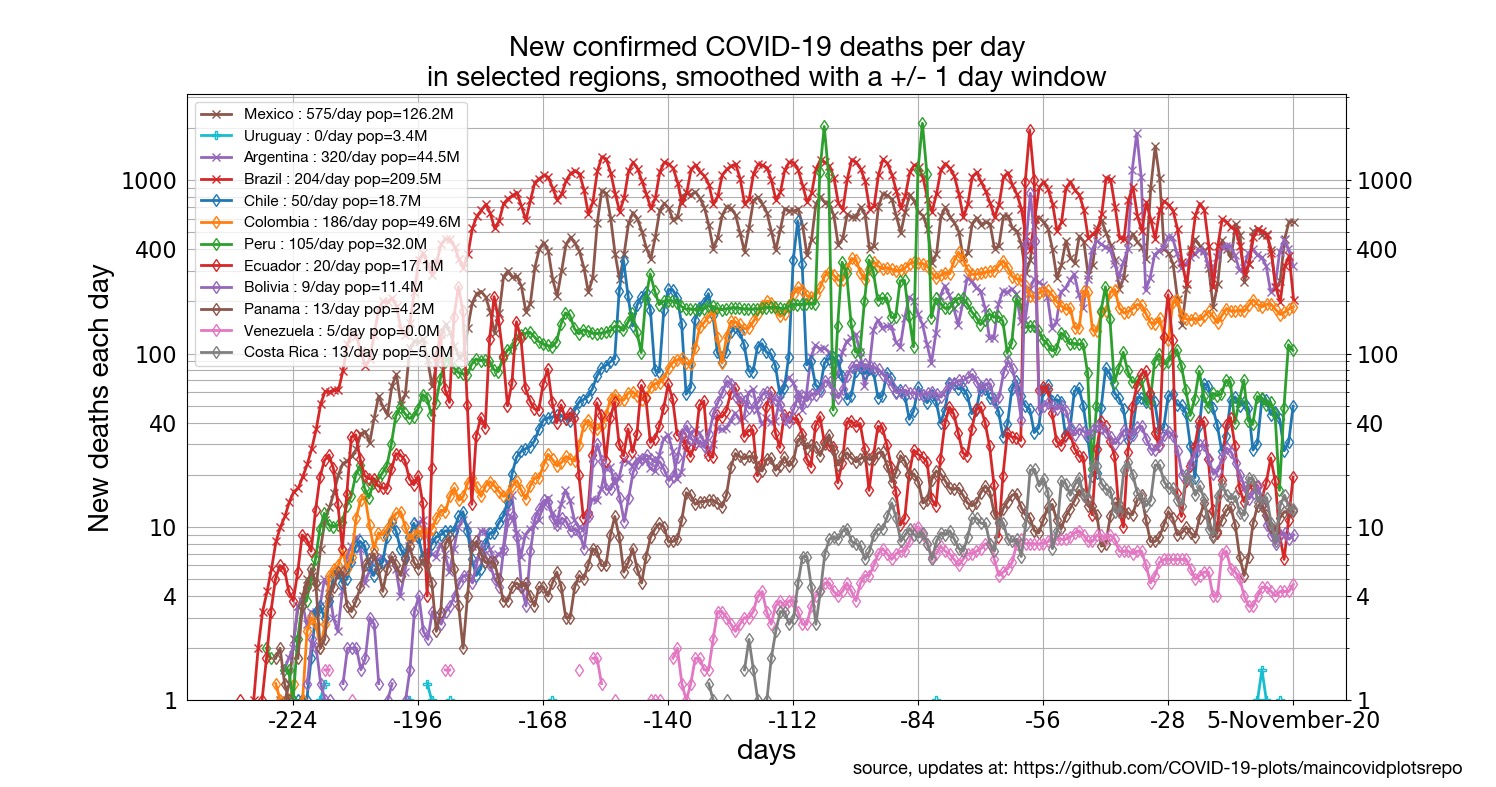 New confirmed COVID-19 deaths per day
in selected regions, smoothed with a +/- 1 day window
Mexico : 575/day pop=126.2M
Uruguay : 0/day pop=3.4M
Argentina : 320/day pop=44.5M
Brazil : 204/day pop=209.5M
Chile : 50/day pop=18.7M
Colombia : 186/day pop=49.6M
Peru : 105/day pop=32.0M
Ecuador : 20/day pop=17.1M
Bolivia : 9/day pop=11.4M
Panama : 13/day pop=4.2M
Venezuela : 5/day pop=0.0M
Costa Rica : 13/day pop=5.0M
New deaths each day
1000
400
100
40
10
4
1
1000
400
100
40
10
4
1
-224 -196 -168 -140 -112 -84 -56 -28 5-November-20
days
source, updates at: https://github.com/COVID-19-plots/maincovidplotsrepo